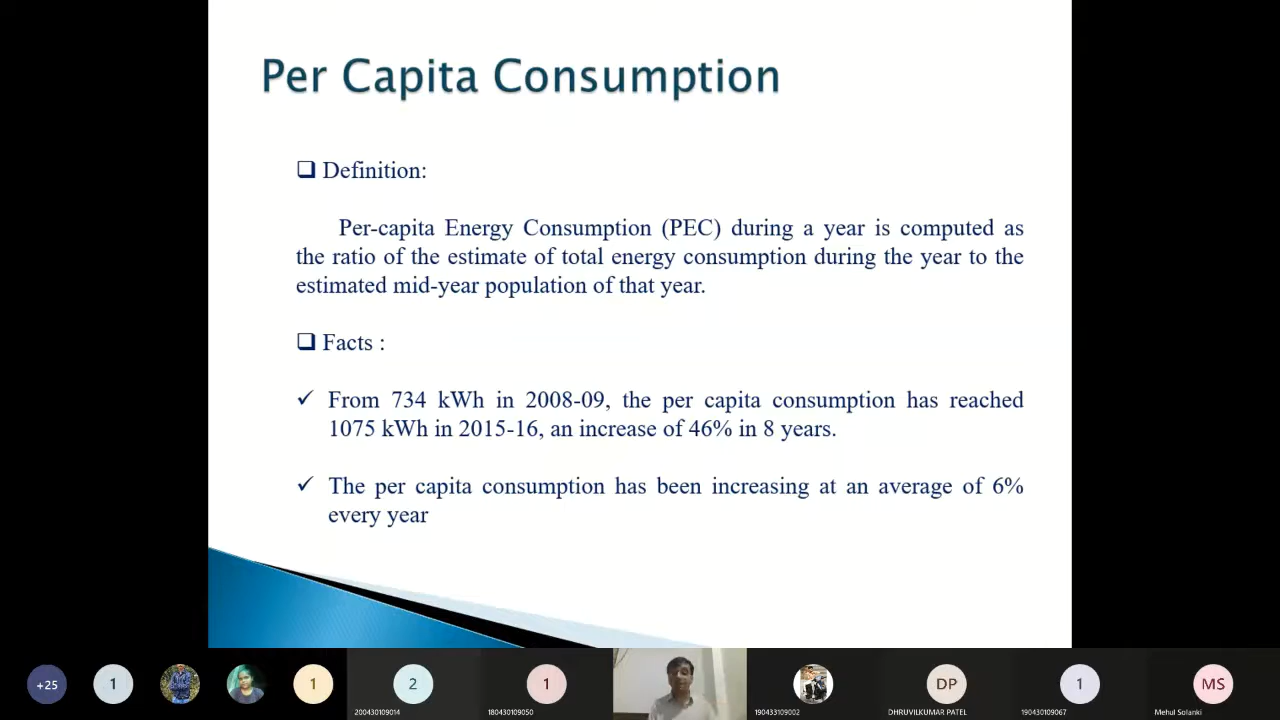 Per Capita Consumption
Definition:
Per-capita Energy Consumption (PEC) during a year is computed as
the ratio of the estimate of total energy consumption during the year to the
estimated mid-year population of that year.
Facts :
From 734 kWh in 2008-09, the per capita consumption has reached
1075 kWh in 2015-16, an increase of 46% in 8 years.
The per capita consumption has been increasing at an average of 6%
every year
+25
1
1
2
1
DP
1
MS
200430109014
180430109050
190433109002
DHRUVILKUMAR PATEL
190430109067
Mehul Solanki